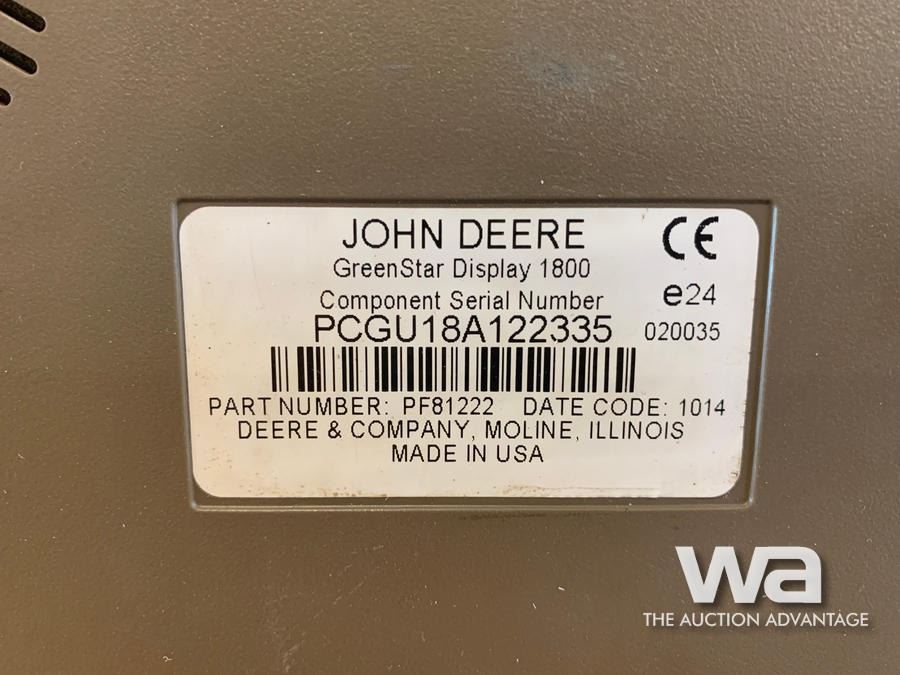 JOHN DEERE
CE
GreenStar Display 1800
Component Serial Number
e24
PCGU18A122335
020035
PART NUMBER: PF81222 DATE CODE: 1014
DEERE & COMPANY, MOLINE, ILLINOIS
MADE IN USA
wa
THE AUCTION ADVANTAGE